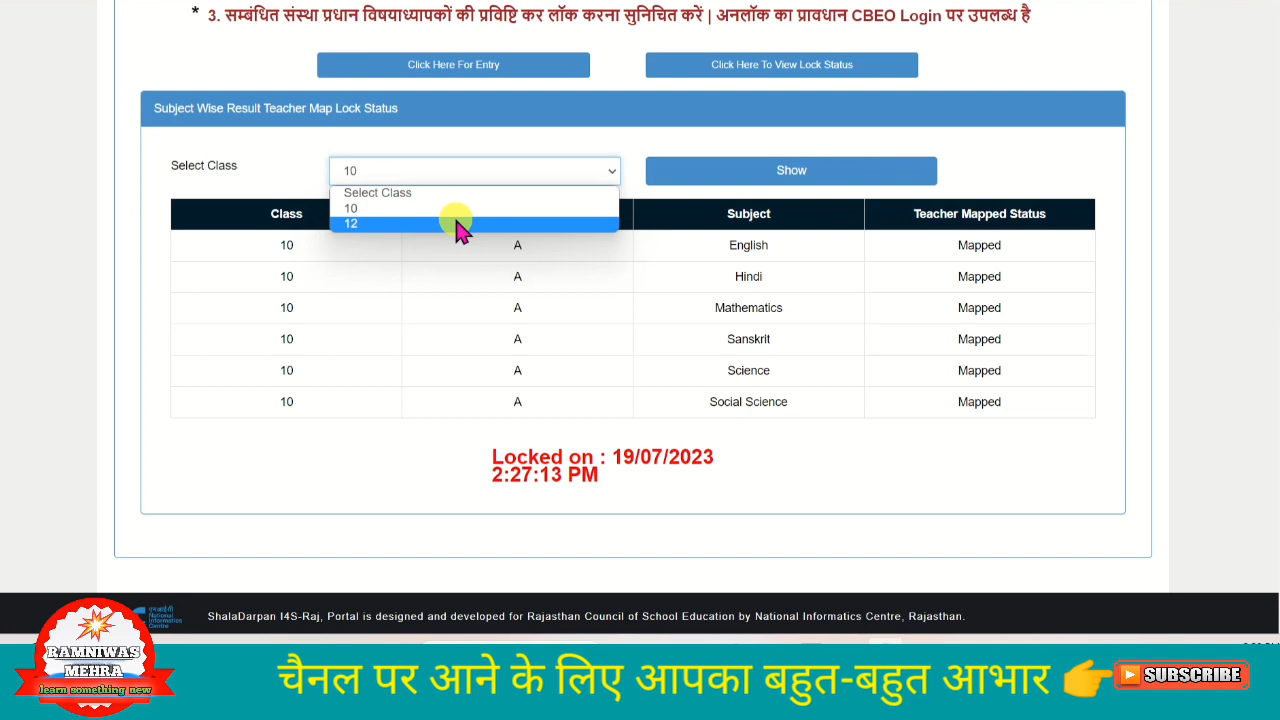 * 3. सम्बंधित संस्था प्रधान विषयाध्यापकों की प्रविष्टि कर लॉक करना सुनिचित करें | अनलॉक का प्रावधान CBEO Login पर उपलब्ध है
Click Here For Entry Click Here To View Lock Status
Subject Wise Result Teacher Map Lock Status
Select Class 10 Show
Select Class
10
12
Class Subject Teacher Mapped Status
10 A English Mapped
10 A Hindi Mapped
10 A Mathematics Mapped
10 A Sanskrit Mapped
10 A Science Mapped
10 A Social Science Mapped
Locked on : 19/07/2023
2:27:13 PM
एनआईसी
National
Informatics
Centre
ShalaDarpan I4S-Raj, Portal is designed and developed for Rajasthan Council of School Education by National Informatics Centre, Rajasthan.
RAMNIWAS
MEHRA
learn something new
चैनल पर आने के लिए आपका बहुत-बहुत आभार
SUBSCRIBE